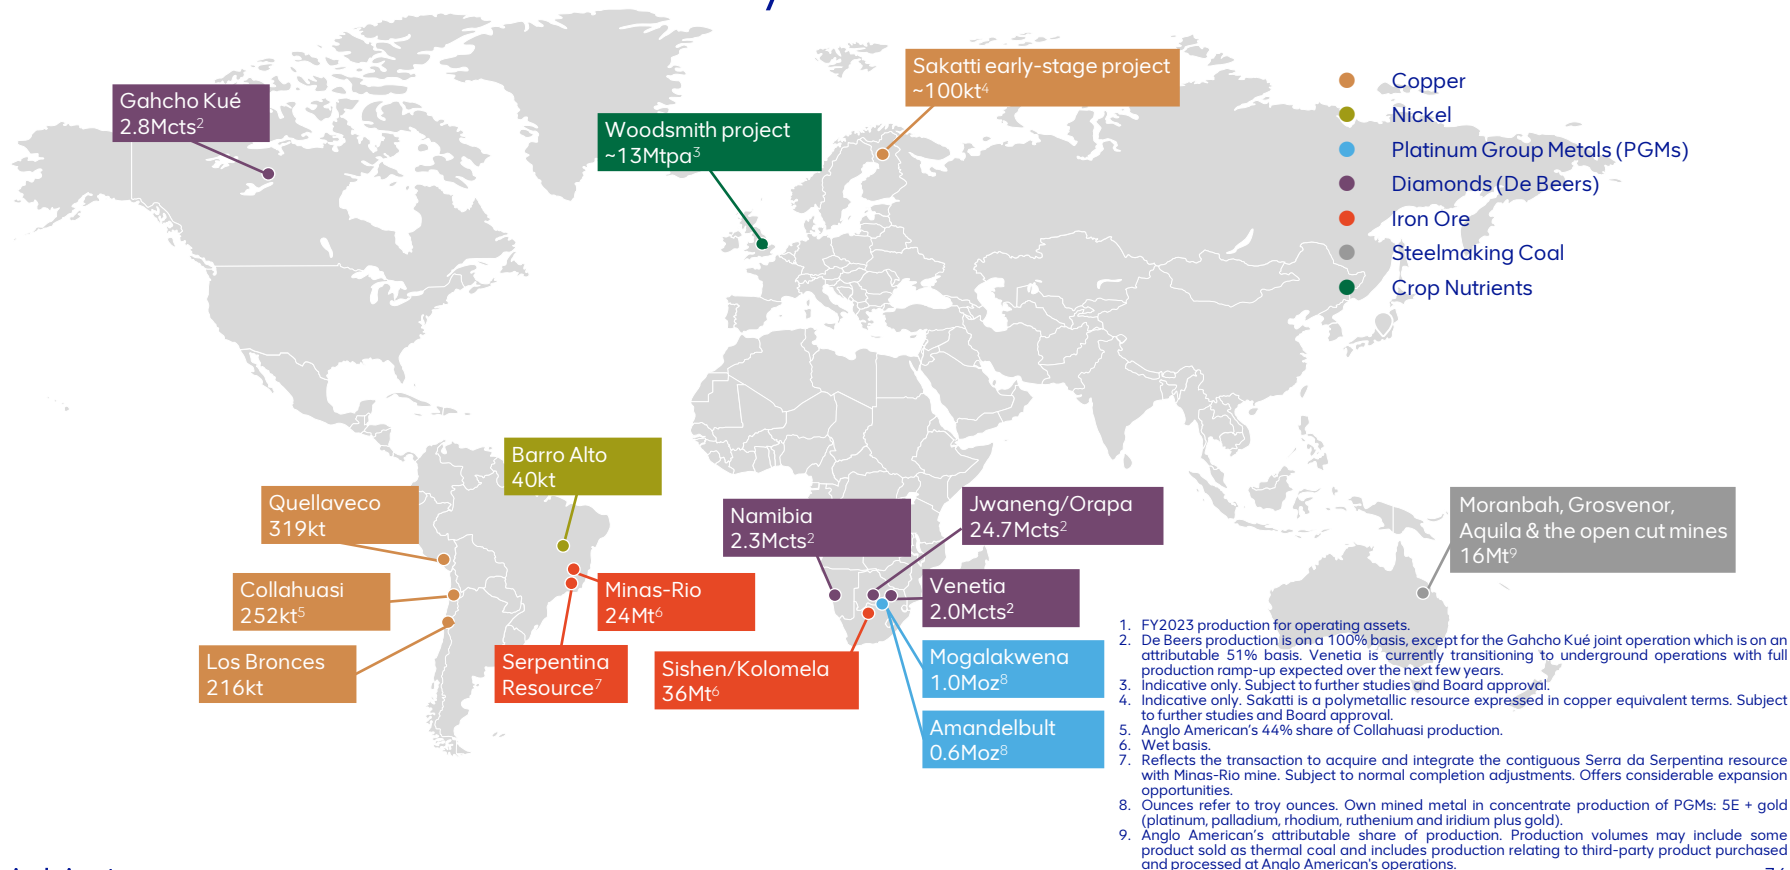 Gahcho Kué
2.8Mcts²
Woodsmith project
~13Mtpa³
Sakatti early-stage project
~100kt⁴
Copper
Nickel
Platinum Group Metals (PGMs)
Diamonds (De Beers)
Iron Ore
Steelmaking Coal
Crop Nutrients
Barro Alto
40kt
Quellaveco
319kt
Collahuasi
252kt⁵
Los Bronces
216kt
Minas-Rio
24Mt⁶
Serpentina
Resource⁷
Namibia
2.3Mcts²
Jwaneng/Orapa
24.7Mcts²
Venetia
2.0Mcts²
Sishen/Kolomela
36Mt⁶
Mogalakwena
1.0Moz⁸
Amandelbult
0.6Moz⁸
Moranbah, Grosvenor,
Aquila & the open cut mines
16Mt⁹
1. FY2023 production for operating assets.
2. De Beers production is on a 100% basis, except for the Gahcho Kué joint operation which is on an
attributable 51% basis. Venetia is currently transitioning to underground operations with full
production ramp-up expected over the next few years.
3. Indicative only. Subject to further studies and Board approval.
4. Indicative only. Sakatti is a polymetallic resource expressed in copper equivalent terms. Subject
to further studies and Board approval.
5. Anglo American's 44% share of Collahuasi production.
6. Wet basis.
7. Reflects the transaction to acquire and integrate the contiguous Serra da Serpentina resource
with Minas-Rio mine. Subject to normal completion adjustments. Offers considerable expansion
opportunities.
8. Ounces refer to troy ounces. Own mined metal in concentrate production of PGMs: 5E + gold
(platinum, palladium, rhodium, ruthenium and iridium plus gold).
9. Anglo American's attributable share of production. Production volumes may include some
product sold as thermal coal and includes production relating to third-party product purchased
and processed at Anglo American's operations.